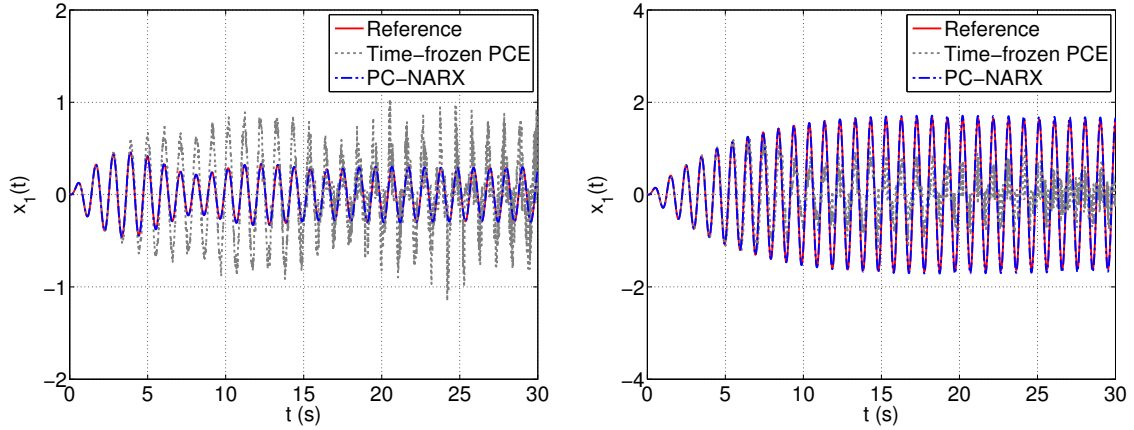 2
1
0
−1
−2
x1(t)
0 5 10 15 20 25 30
t (s)
Reference
Time−frozen PCE
PC−NARX
4
2
0
−2
−4
x1(t)
0 5 10 15 20 25 30
t (s)
Reference
Time−frozen PCE
PC−NARX